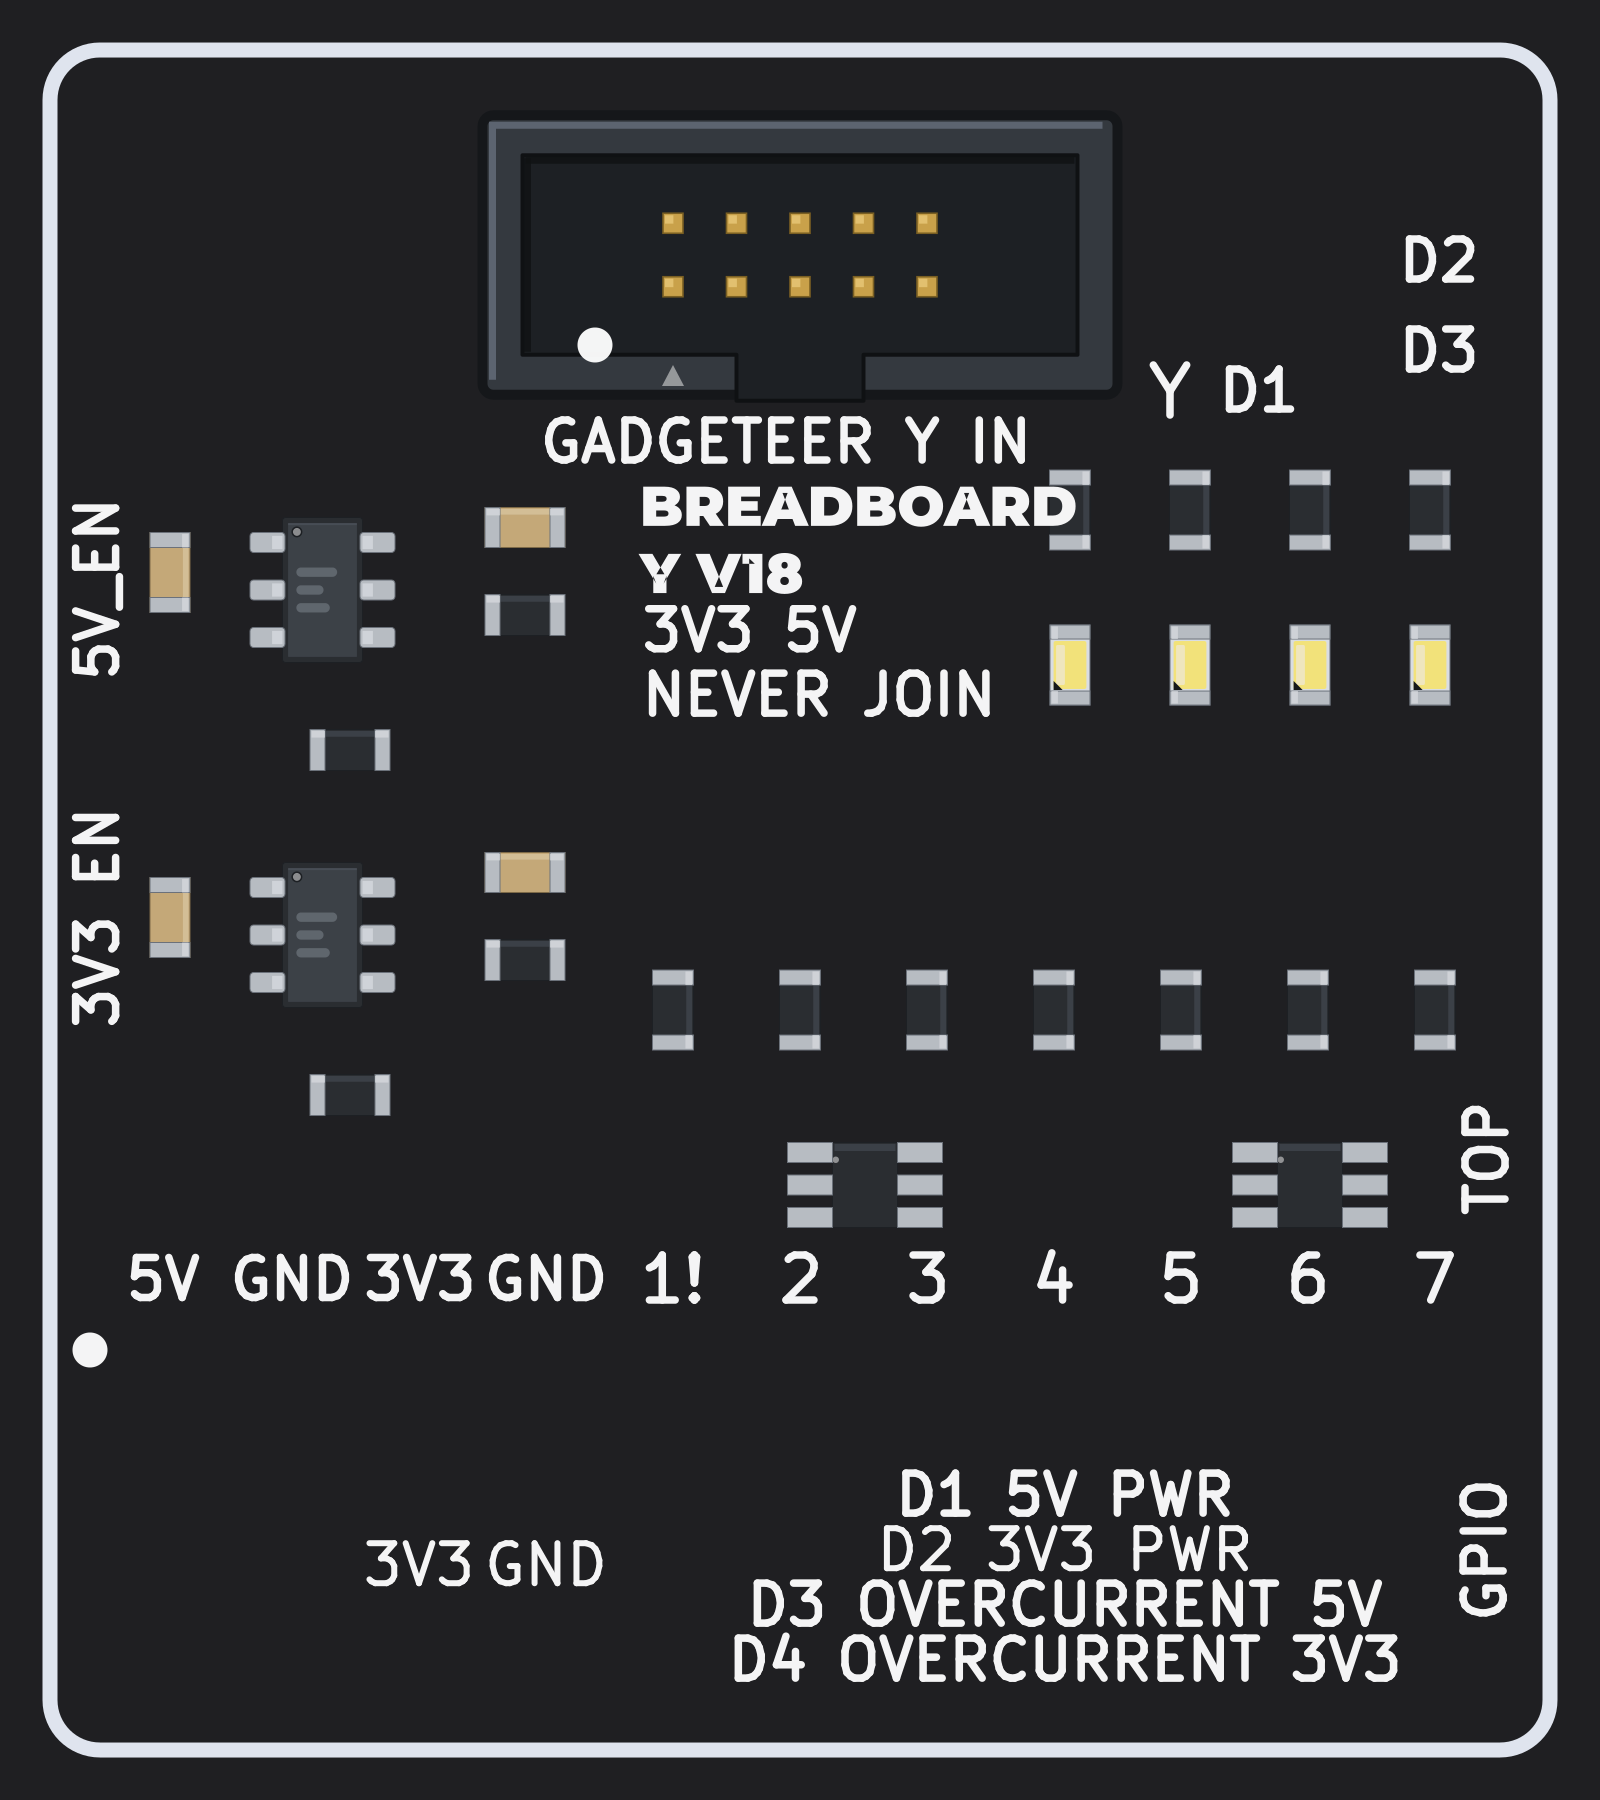 D2
D3
Y D1
GADGETEER Y IN
BREADBOARD
Y V18
3V3 5V
NEVER JOIN
5V_EN
3V3 EN
TOP
5V GND 3V3 GND 1! 2 3 4 5 6 7
D1 5V PWR
D2 3V3 PWR
3V3 GND
D3 OVERCURRENT 5V
D4 OVERCURRENT 3V3
GPIO